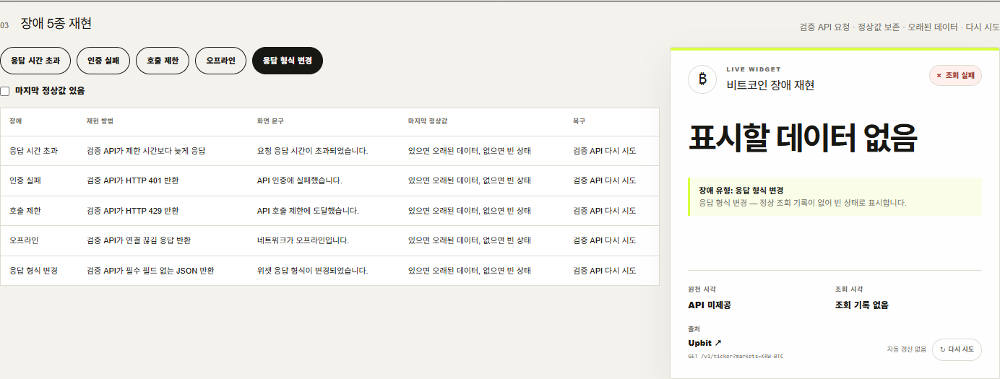 03 장애 5종 재현
검증 API 요청 · 정상값 보존 · 오래된 데이터 · 다시 시도
응답 시간 초과 인증 실패 호출 제한 오프라인 응답 형식 변경
마지막 정상값 있음
장애 재현 방법 화면 문구 마지막 정상값 복구
응답 시간 초과 검증 API가 제한 시간보다 늦게 응답 요청 응답 시간이 초과되었습니다. 있으면 오래된 데이터, 없으면 빈 상태 검증 API 다시 시도
인증 실패 검증 API가 HTTP 401 반환 API 인증에 실패했습니다. 있으면 오래된 데이터, 없으면 빈 상태 검증 API 다시 시도
호출 제한 검증 API가 HTTP 429 반환 API 호출 제한에 도달했습니다. 있으면 오래된 데이터, 없으면 빈 상태 검증 API 다시 시도
오프라인 검증 API가 연결 끊김 응답 반환 네트워크가 오프라인입니다. 있으면 오래된 데이터, 없으면 빈 상태 검증 API 다시 시도
응답 형식 변경 검증 API가 필수 필드 없는 JSON 반환 위젯 응답 형식이 변경되었습니다. 있으면 오래된 데이터, 없으면 빈 상태 검증 API 다시 시도
₿
LIVE WIDGET
비트코인 장애 재현
× 조회 실패
표시할 데이터 없음
장애 유형: 응답 형식 변경
응답 형식 변경 — 정상 조회 기록이 없어 빈 상태로 표시합니다.
원천 시각 조회 시각
API 미제공 조회 기록 없음
출처
Upbit ↗
GET /v1/ticker?markets=KRW-BTC
자동 갱신 없음 ↻ 다시 시도